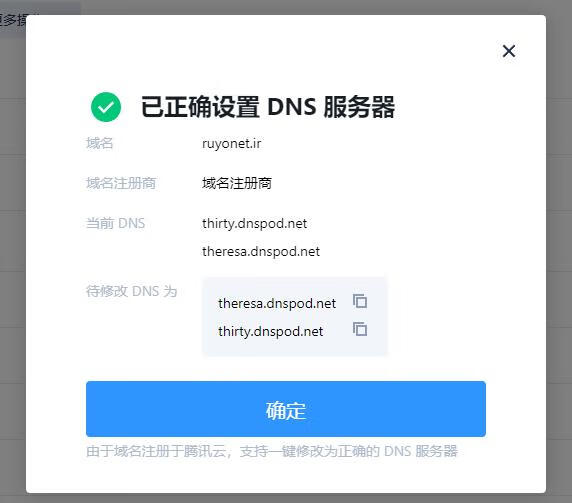 更多操
已正确设置 DNS 服务器
域名 ruyonet.ir
域名注册商 域名注册商
当前 DNS thirty.dnspod.net
theresa.dnspod.net
待修改 DNS 为 theresa.dnspod.net
thirty.dnspod.net
确定
由于域名注册于腾讯云，支持一键修改为正确的 DNS 服务器